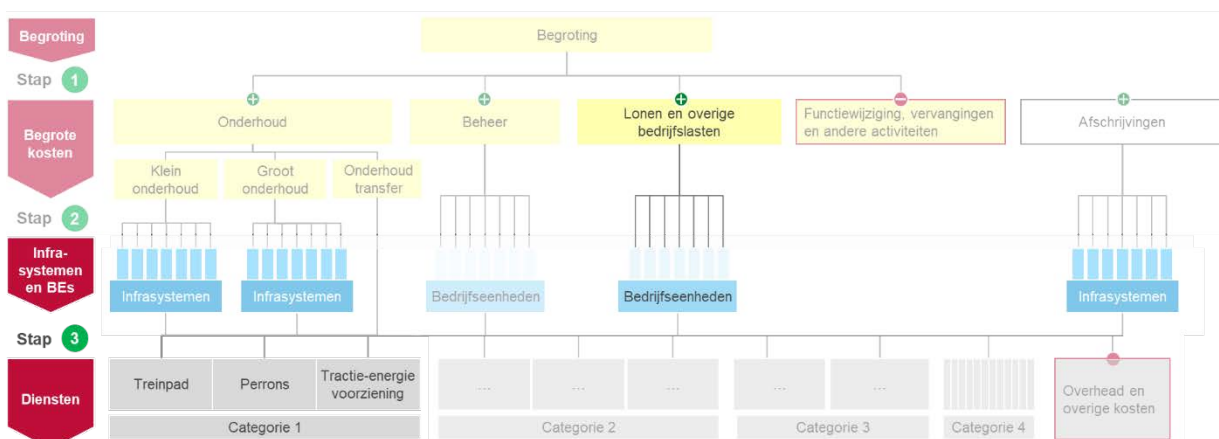 Begroting
Begroting
Stap 1
Begrote
kosten
Onderhoud
Beheer
Lonen en overige
bedrijfslasten
Functiewijziging, vervangingen
en andere activiteiten
Afschrijvingen
Klein
onderhoud
Groot
onderhoud
Onderhoud
transfer
Stap 2
Infra-
systemen
en BEs
Infrasystemen
Infrasystemen
Bedrijfseenheden
Bedrijfseenheden
Infrasystemen
Stap 3
Diensten
Treinpad
Perrons
Tractie-energie
voorziening
...
...
...
...
...
Overhead en
overige kosten
Categorie 1
Categorie 2
Categorie 3
Categorie 4